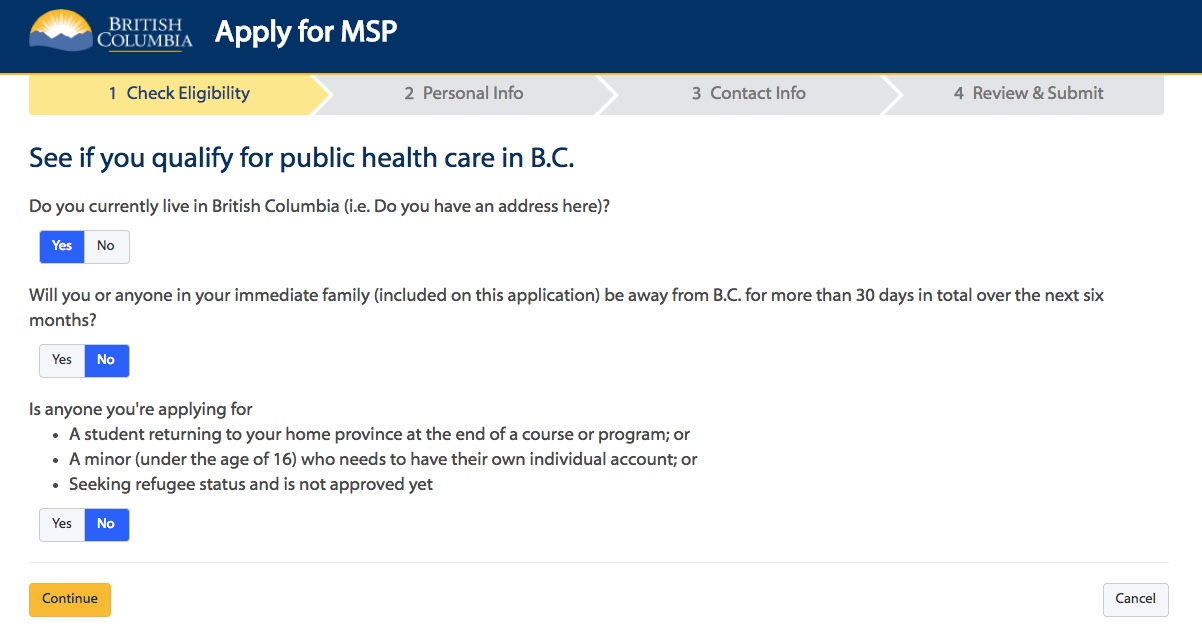 BRITISH
COLUMBIA
Apply for MSP
1 Check Eligibility
2 Personal Info
3 Contact Info
4 Review & Submit
See if you qualify for public health care in B.C.
Do you currently live in British Columbia (i.e. Do you have an address here)?
Yes No
Will you or anyone in your immediate family (included on this application) be away from B.C. for more than 30 days in total over the next six
months?
Yes No
Is anyone you're applying for
• A student returning to your home province at the end of a course or program; or
• A minor (under the age of 16) who needs to have their own individual account; or
• Seeking refugee status and is not approved yet
Yes No
Continue
Cancel